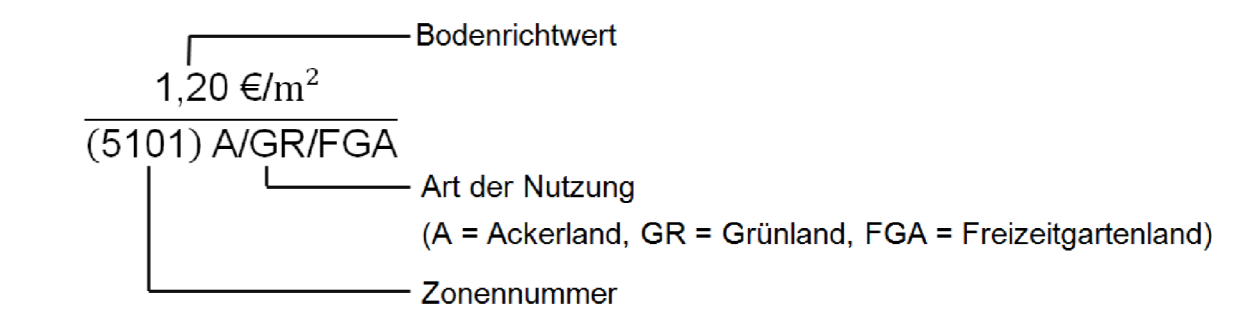 Bodenrichtwert
1,20 €/m²
(5101) A/GR/FGA
Art der Nutzung
(A = Ackerland, GR = Grünland, FGA = Freizeitgartenland)
Zonennummer